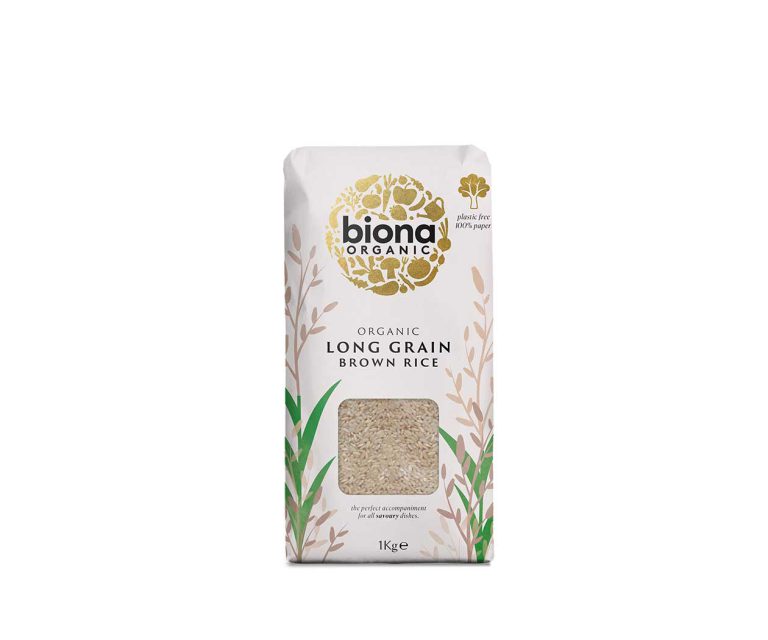 biona
ORGANIC
plastic free
100% paper
ORGANIC
LONG GRAIN
BROWN RICE
the perfect accompaniment
for all savoury dishes.
1Kg℮